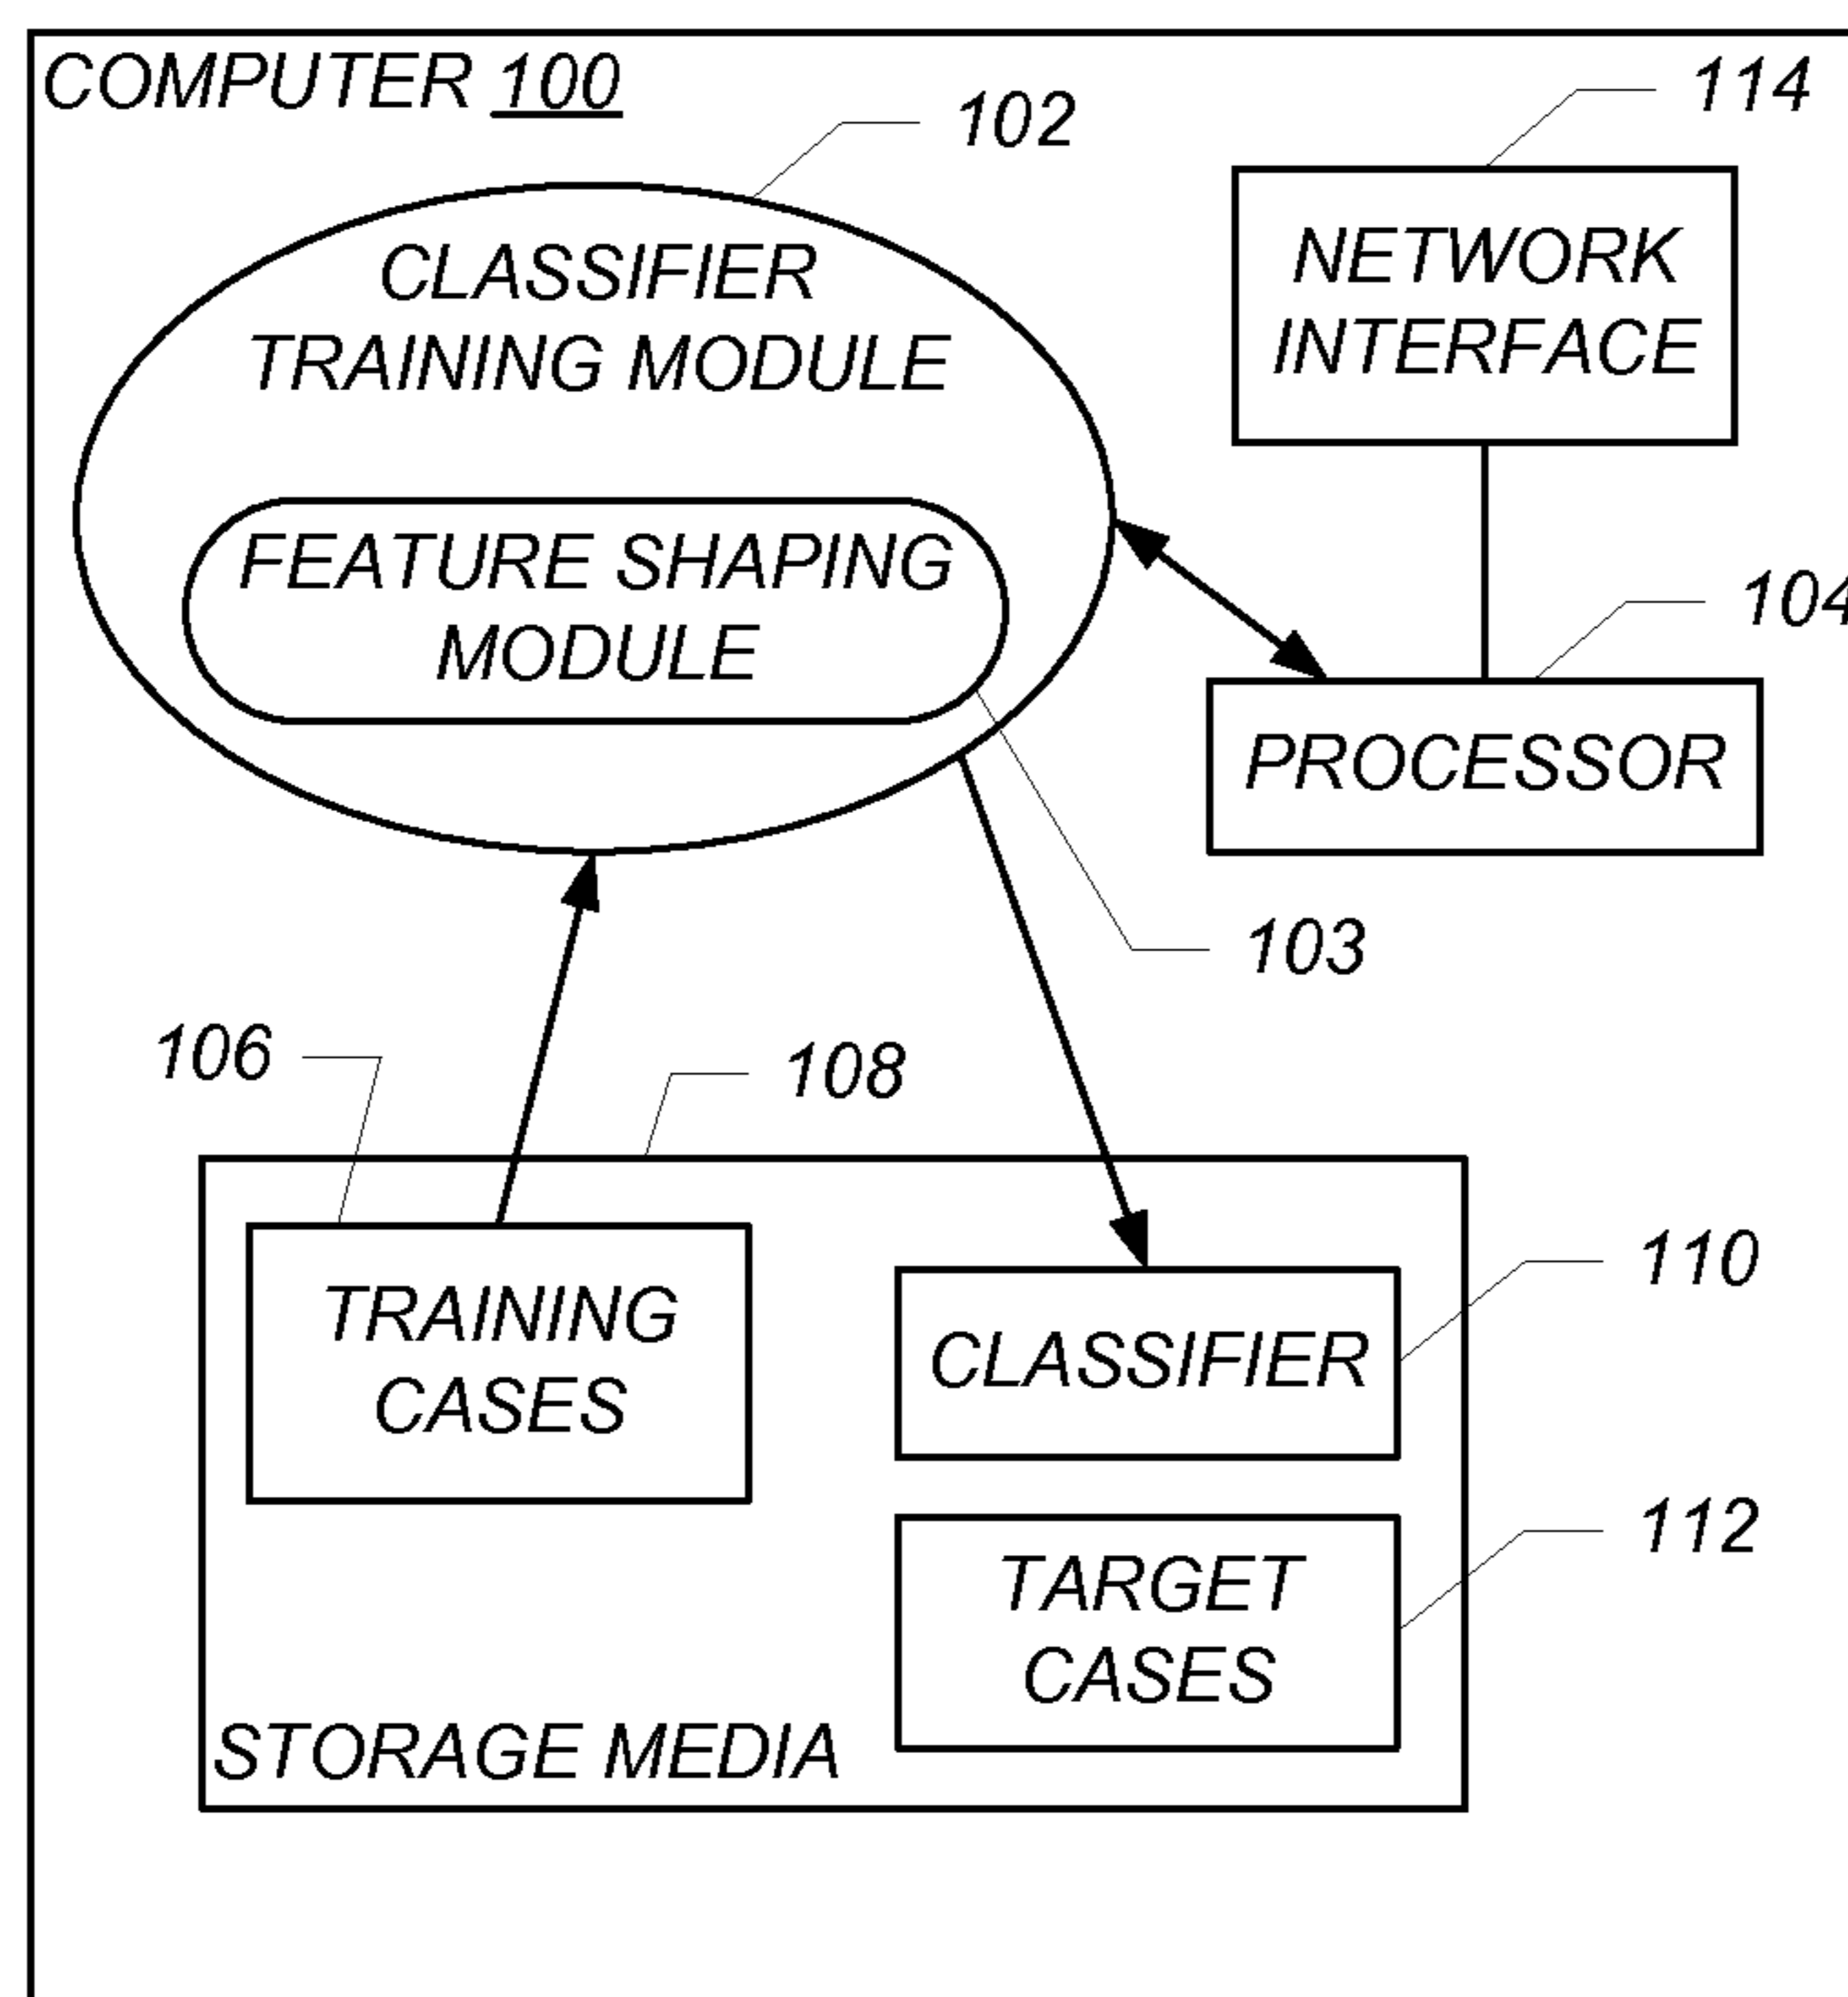 COMPUTER 100
102
114
CLASSIFIER
TRAINING MODULE
NETWORK
INTERFACE
FEATURE SHAPING
MODULE
104
PROCESSOR
103
106
108
TRAINING
CASES
110
CLASSIFIER
112
TARGET
CASES
STORAGE MEDIA